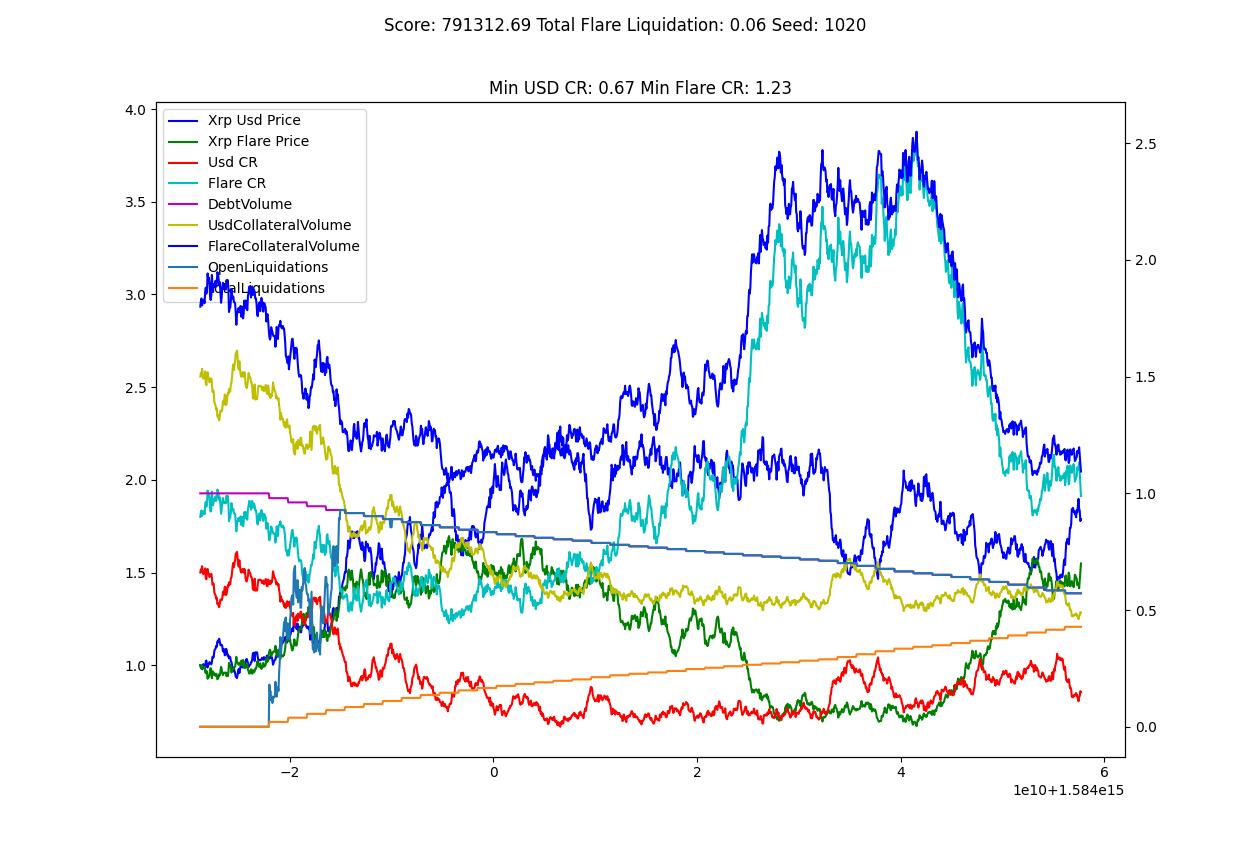 Score: 791312.69 Total Flare Liquidation: 0.06 Seed: 1020
Min USD CR: 0.67 Min Flare CR: 1.23
Xrp Usd Price
Xrp Flare Price
Usd CR
Flare CR
DebtVolume
UsdCollateralVolume
FlareCollateralVolume
OpenLiquidations
TotalLiquidations
4.0
3.5
3.0
2.5
2.0
1.5
1.0
2.5
2.0
1.5
1.0
0.5
0.0
−2 0 2 4 6
1e10+1.584e15